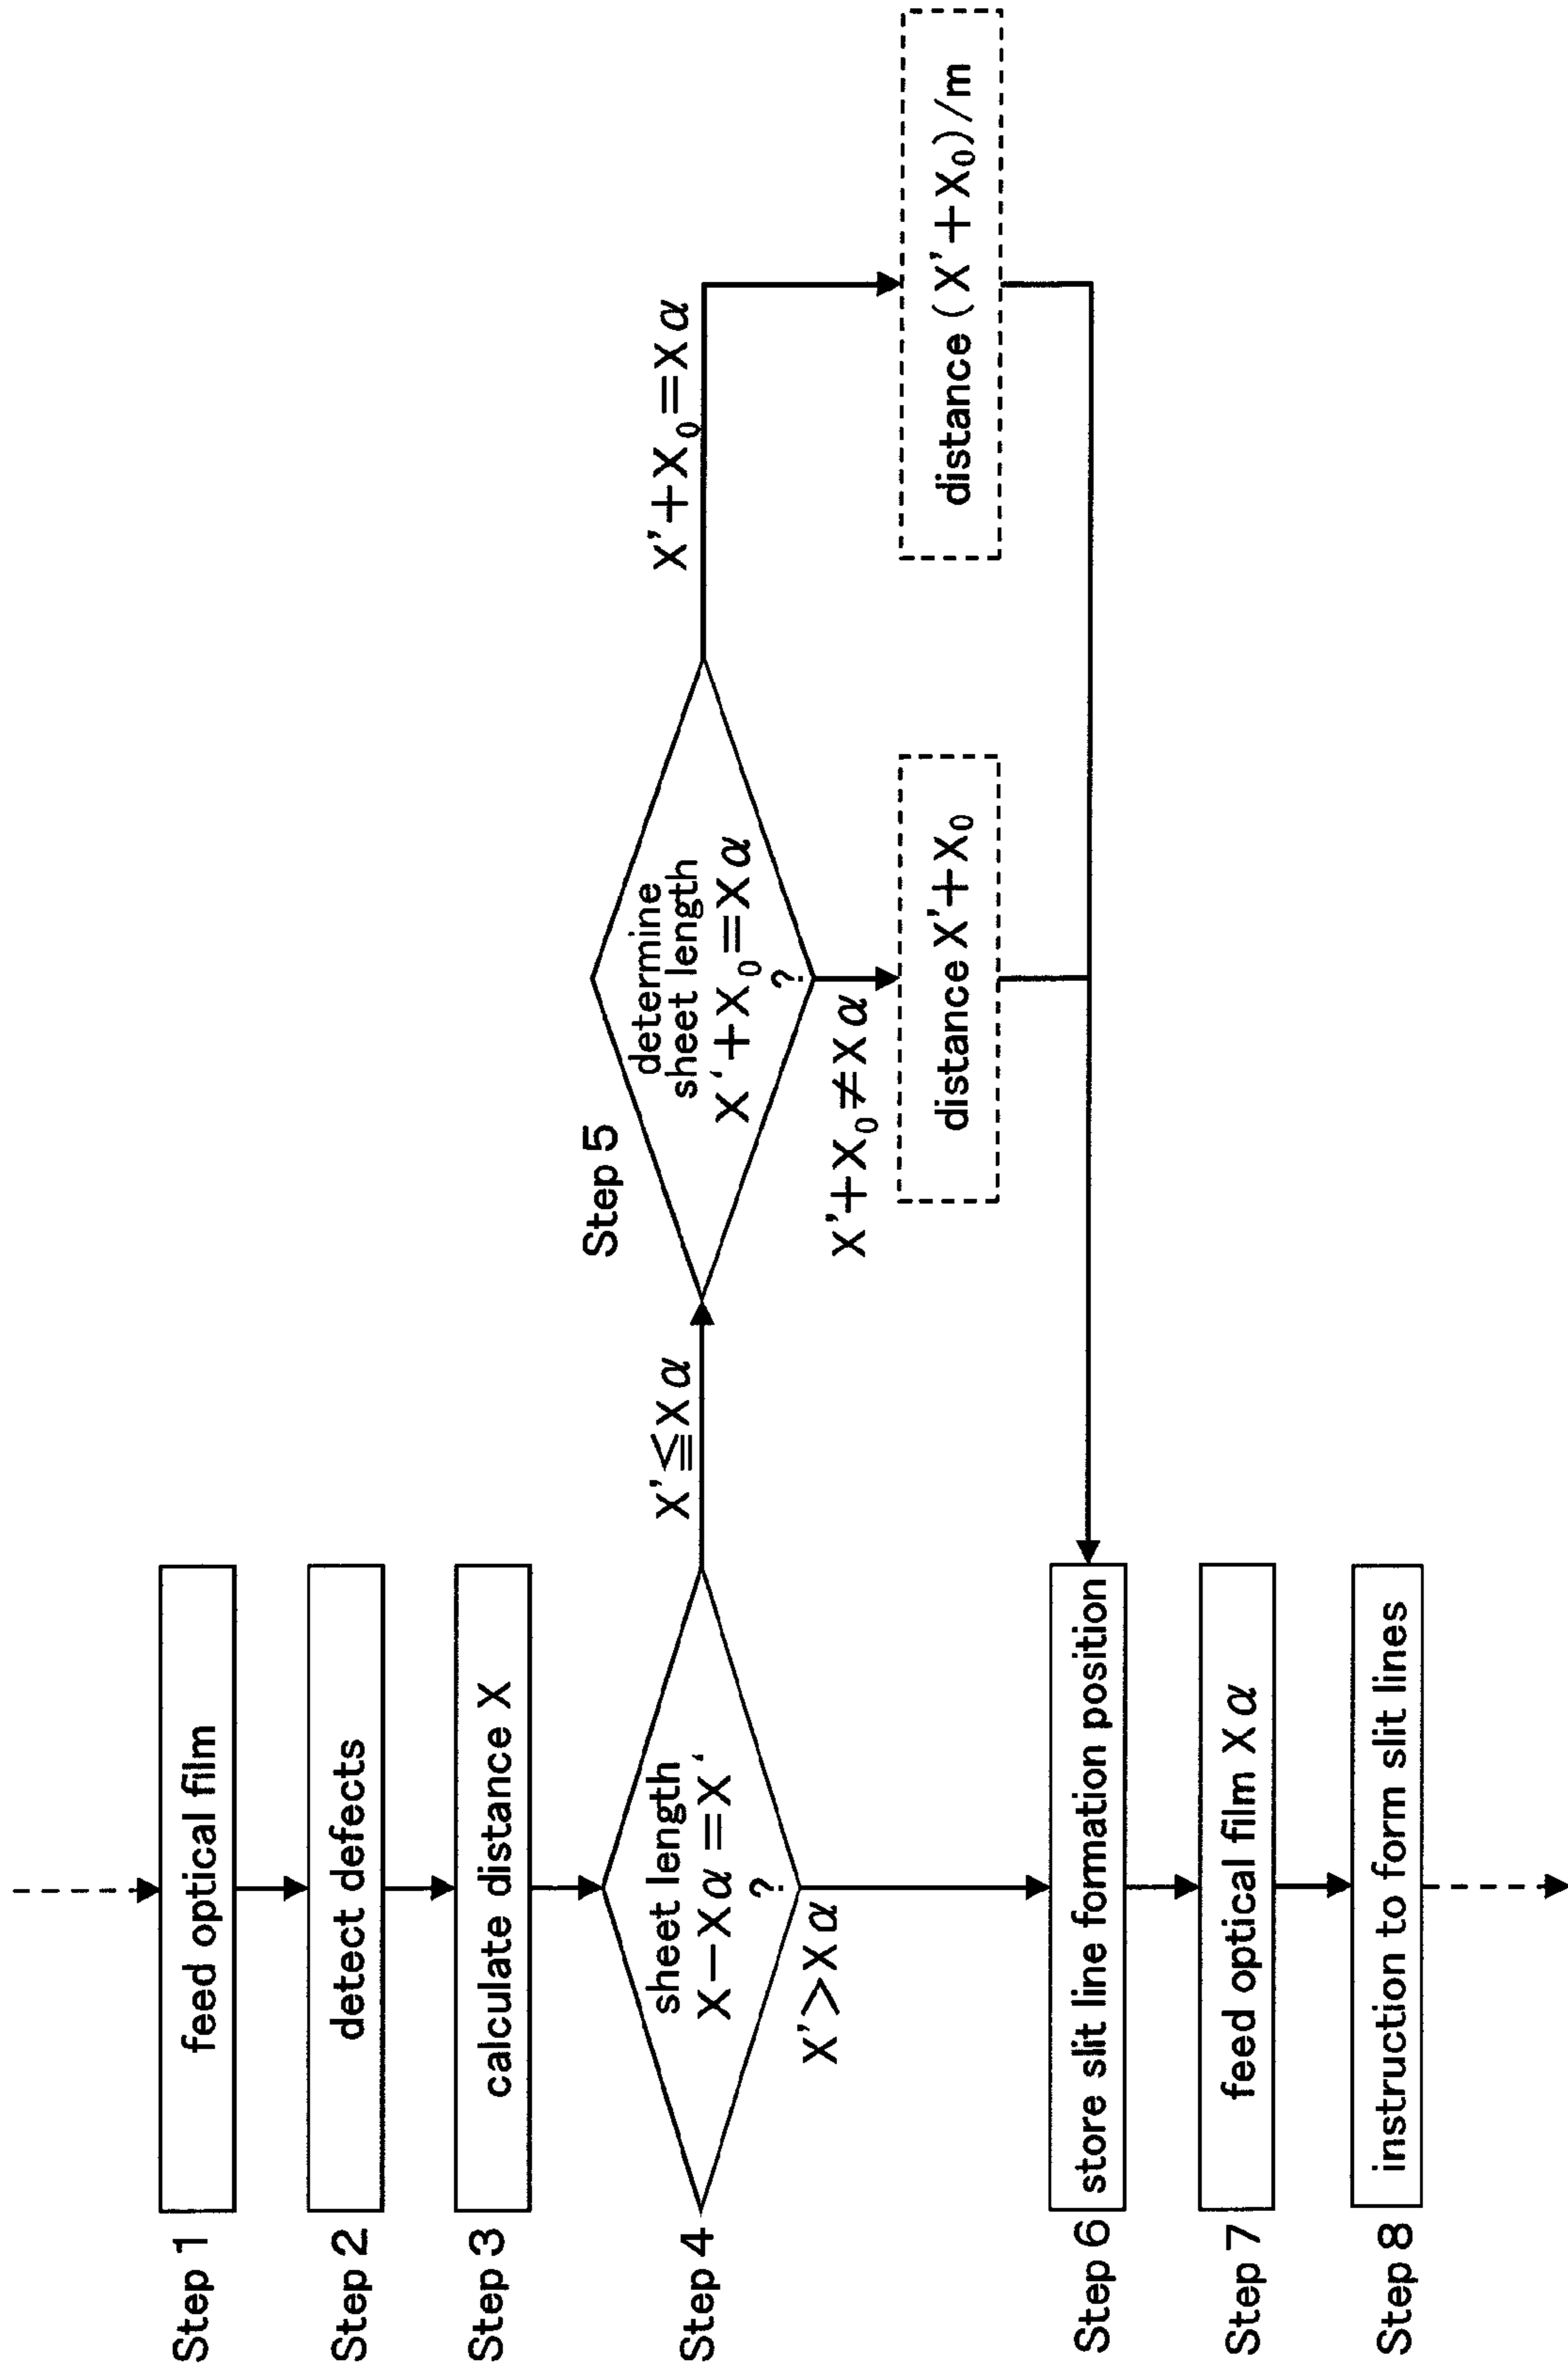 Step 1
feed optical film
Step 2
detect defects
Step 3
calculate distance X
Step 4
sheet length
X−Xα=X'
?
X'≦Xα
X'>Xα
Step 5
determine
sheet length
X'+X₀=Xα
?
X'+X₀=Xα
X'+X₀≠Xα
distance X'+X₀
distance (X'+X₀)/m
Step 6
store slit line formation position
Step 7
feed optical film Xα
Step 8
instruction to form slit lines